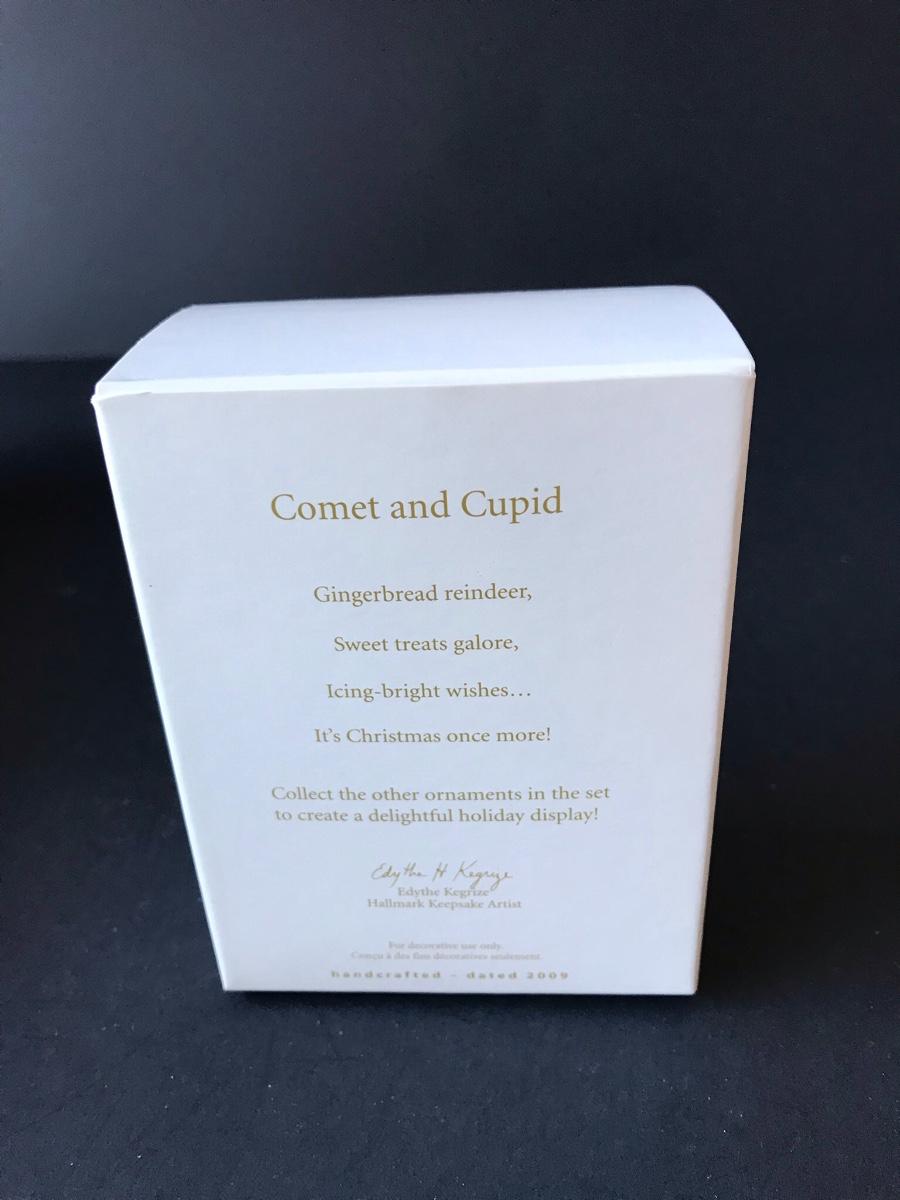 Comet and Cupid
Gingerbread reindeer,
Sweet treats galore,
Icing-bright wishes...
It's Christmas once more!
Collect the other ornaments in the set
to create a delightful holiday display!
Edythe H Kegrize
Edythe Kegrize
Hallmark Keepsake Artist
For decorative use only.
Conçu à des fins décoratives seulement.
handcrafted - dated 2009